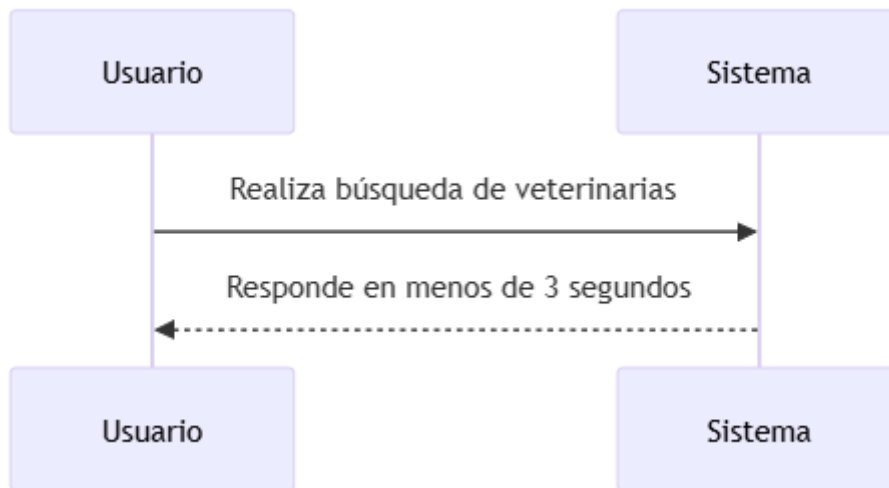 Usuario
Sistema
Realiza búsqueda de veterinarias
Responde en menos de 3 segundos
Usuario
Sistema